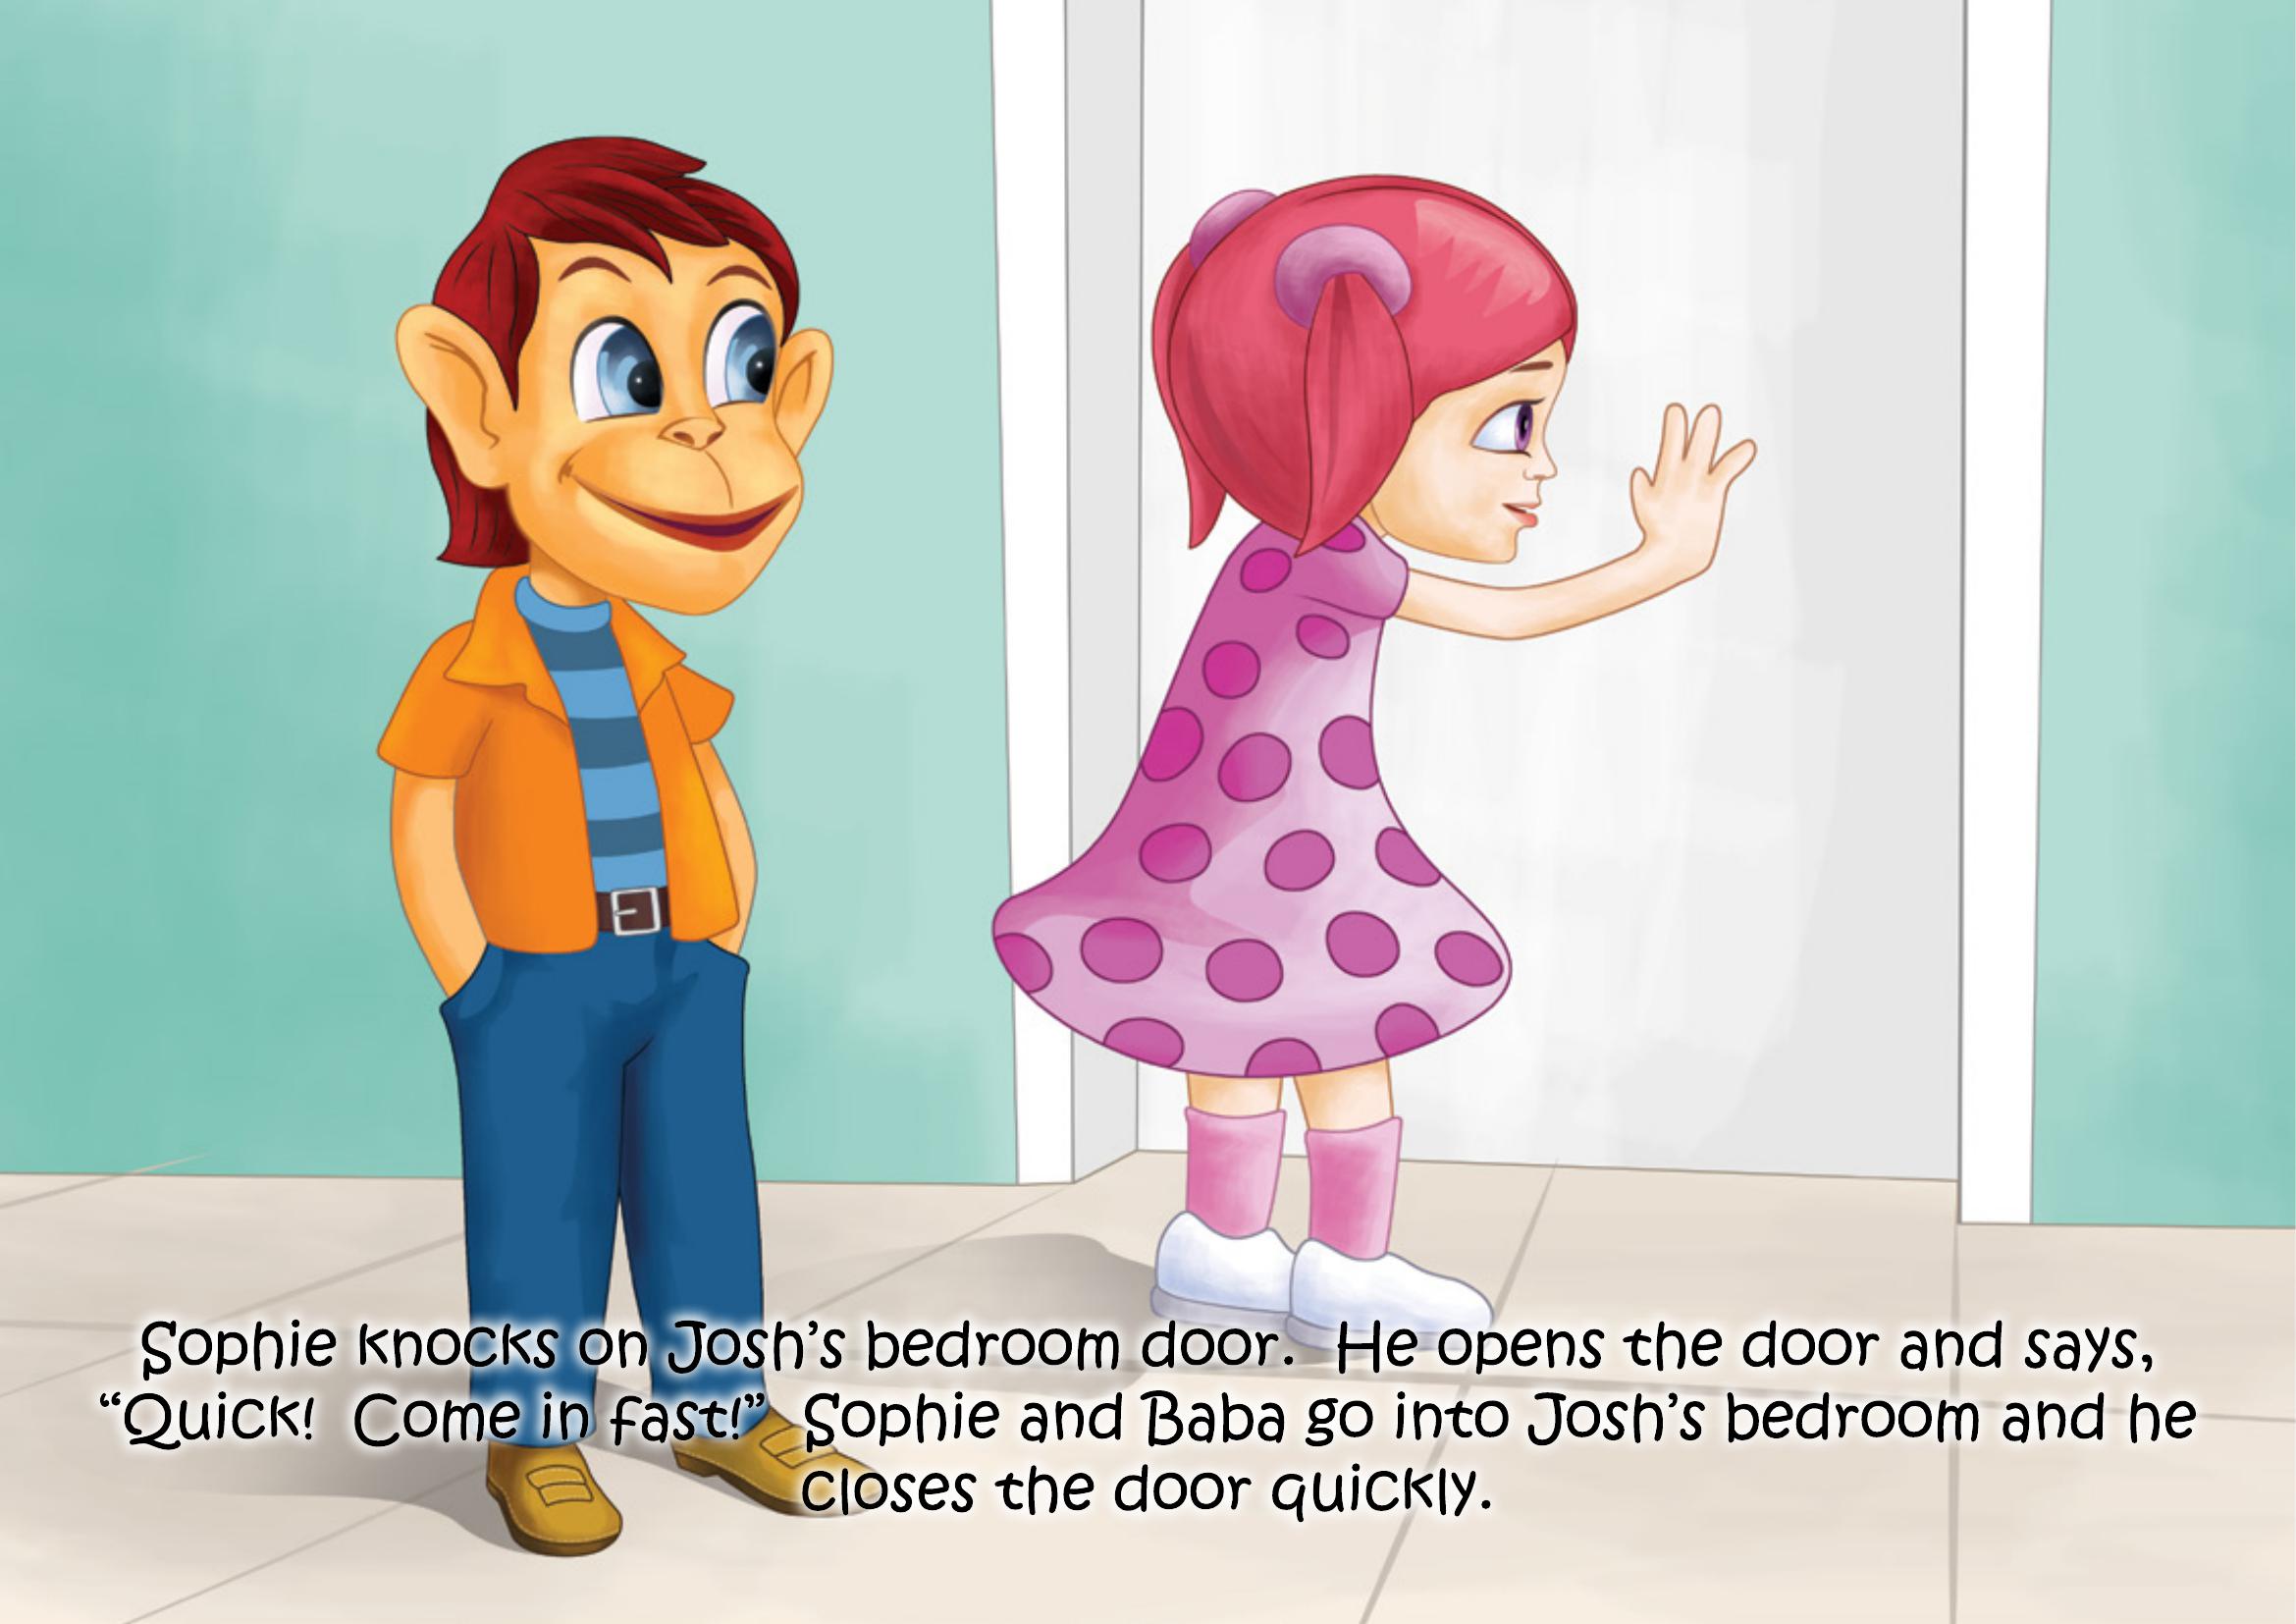 Sophie knocks on Josh’s bedroom door.  He opens the door and says,
“Quick!  Come in fast!”  Sophie and Baba go into Josh’s bedroom and he
closes the door quickly.